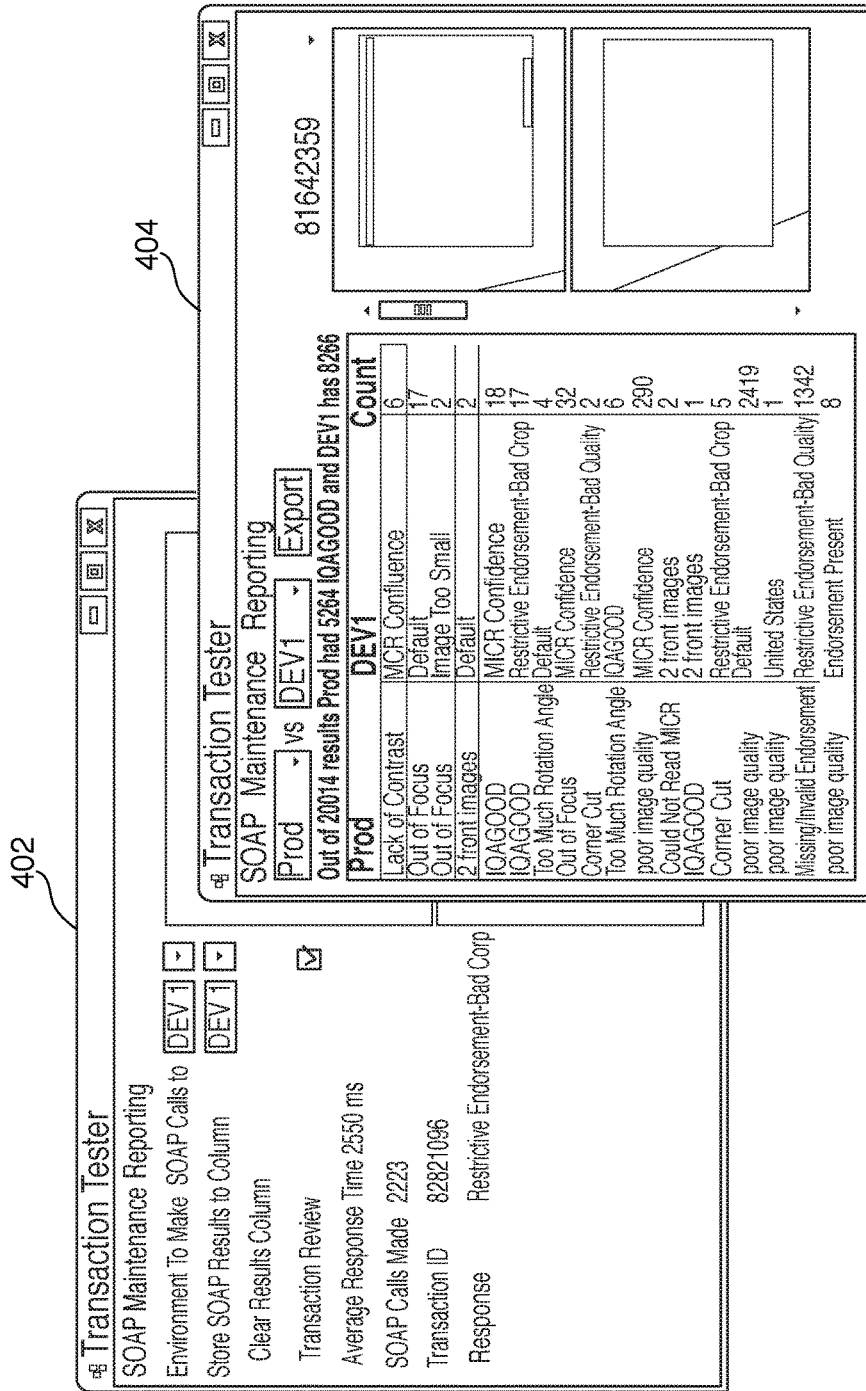 402
Transaction Tester
SOAP Maintenance Reporting
Environment To Make SOAP Calls to DEV 1
Store SOAP Results to Column DEV 1
Clear Results Column
Transaction Review
Average Response Time 2550 ms
SOAP Calls Made 2223
Transaction ID 82821096
Response Restrictive Endorsement-Bad Corp
404
Transaction Tester
SOAP Maintenance Reporting
Prod vs DEV1 Export
81642359
Out of 20014 results Prod had 5264 IQAGOOD and DEV1 has 8266
Prod DEV1 Count
Lack of Contrast MCR Confluence 6
Out of Focus Default 17
Out of Focus Image Too Small 2
2 front images Default 2
IQAGOOD MICR Confidence 18
IQAGOOD Restrictive Endorsement-Bad Crop 17
Too Much Rotation Angle Default 4
Out of Focus MICR Confidence 32
Corner Cut Restrictive Endorsement-Bad Quality 2
Too Much Rotation Angle IQAGOOD 6
poor image quality MICR Confidence 290
Could Not Read MICR 2 front images 2
IQAGOOD 2 front images 1
Corner Cut Restrictive Endorsement-Bad Crop 5
poor image quality Default 2419
poor image quality United States 1
Missing/Invalid Endorsement Restrictive Endorsement-Bad Quality 1342
poor image quality Endorsement Present 8